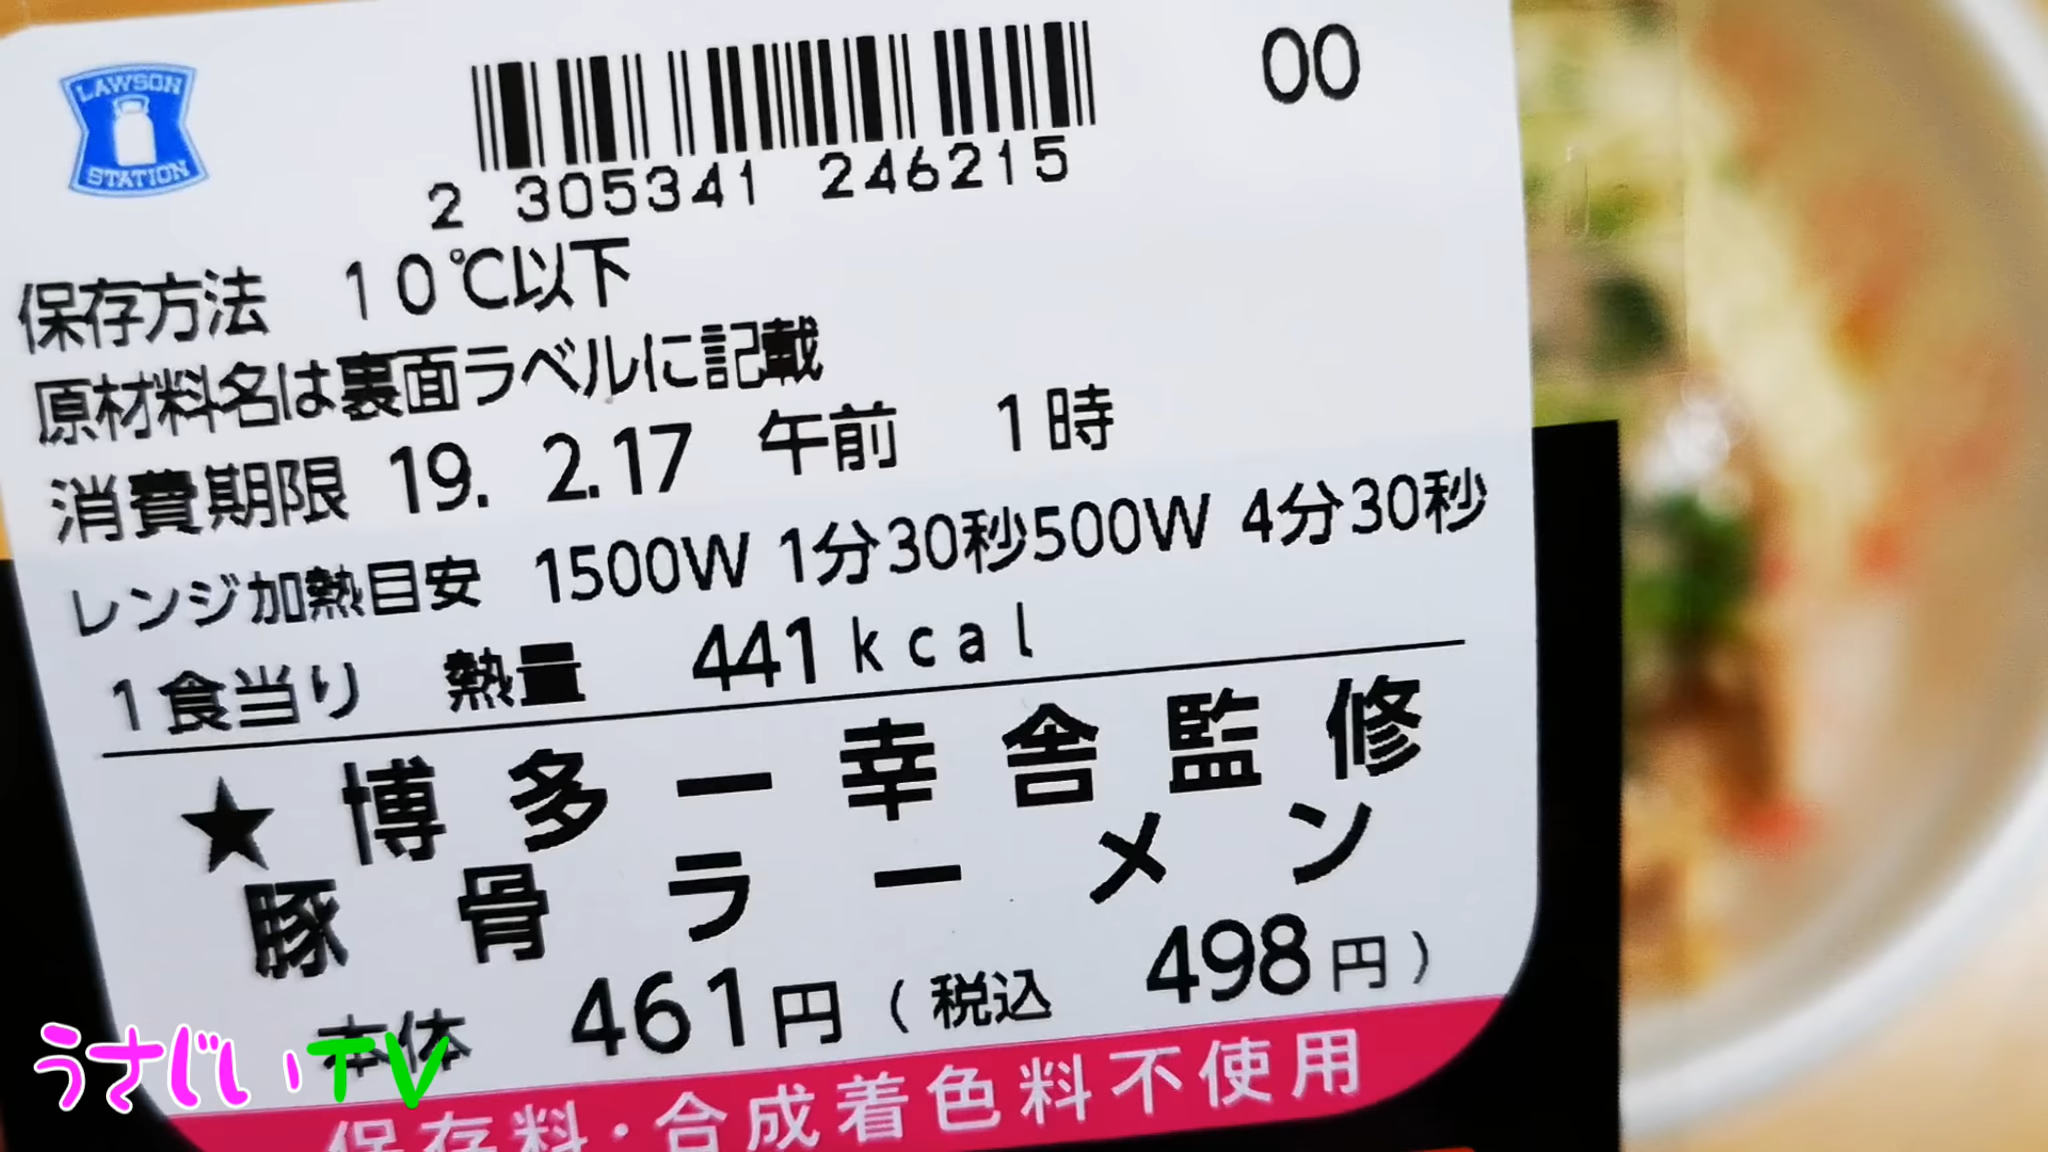 LAWSON
STATION
00
2 305341 246215
保存方法 10℃以下
原材料名は裏面ラベルに記載
消費期限 19. 2.17 午前 1時
レンジ加熱目安 1500W 1分30秒500W 4分30秒
1食当り 熱量 441kcal
★博多一幸舎監修
豚骨ラーメン
本体 461円(税込 498円)
保存料・合成着色料不使用
うさじいTV